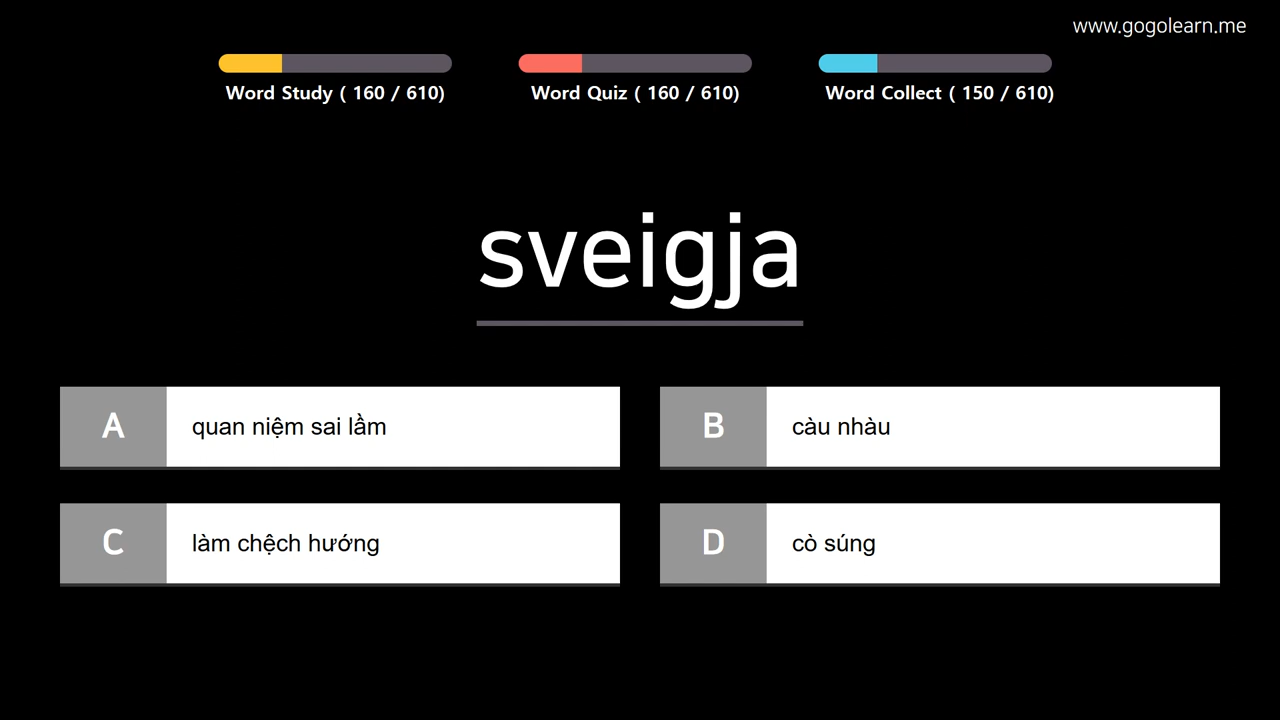 www.gogolearn.me
Word Study ( 160 / 610)
Word Quiz ( 160 / 610)
Word Collect ( 150 / 610)
sveigja
A
quan niệm sai lầm
B
càu nhàu
C
làm chệch hướng
D
cò súng